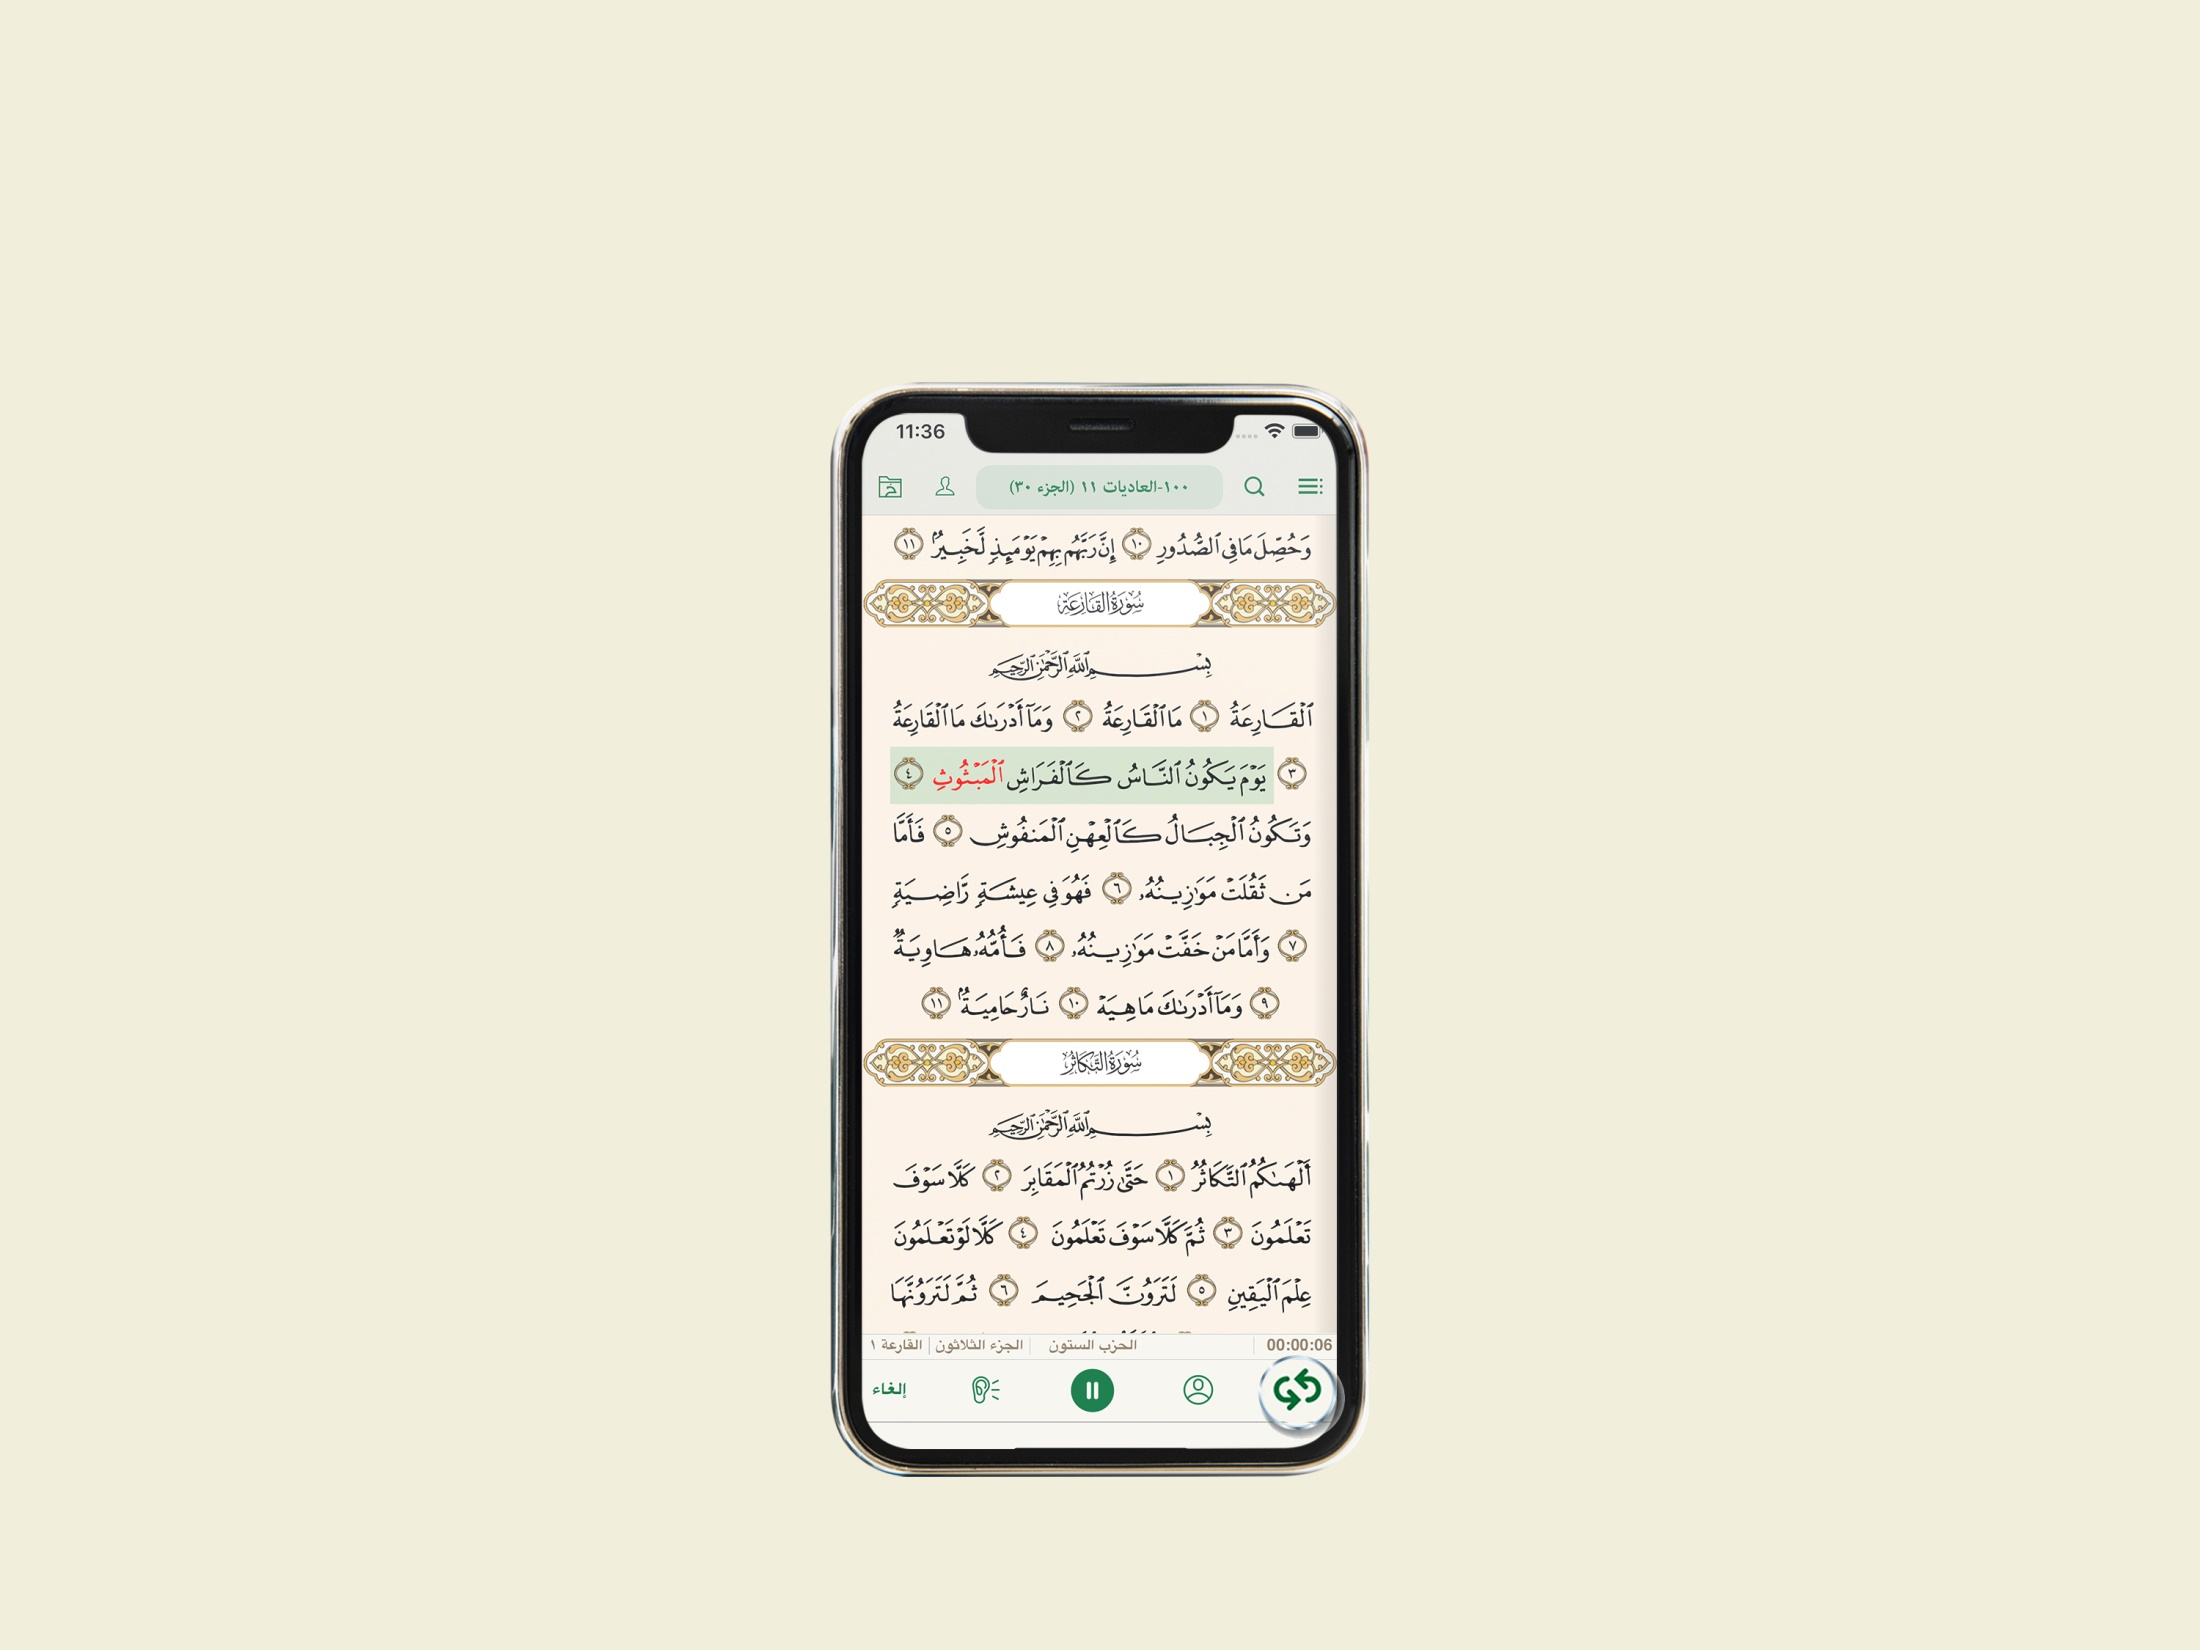 11:36
١٠٠-العاديات ١١ (الجزء ٣٠)
وَحُصِّلَ مَا فِى ٱلصُّدُورِ ١٠ إِنَّ رَبَّهُم بِهِمْ يَوْمَئِذٍ لَّخَبِيرٌۢ ١١
سُورَةُ القَارِعَةِ
بِسْمِ ٱللَّهِ ٱلرَّحْمَٰنِ ٱلرَّحِيمِ
ٱلْقَارِعَةُ ١ مَا ٱلْقَارِعَةُ ٢ وَمَآ أَدْرَىٰكَ مَا ٱلْقَارِعَةُ
٣ يَوْمَ يَكُونُ ٱلنَّاسُ كَٱلْفَرَاشِ ٱلْمَبْثُوثِ ٤
وَتَكُونُ ٱلْجِبَالُ كَٱلْعِهْنِ ٱلْمَنفُوشِ ٥ فَأَمَّا
مَن ثَقُلَتْ مَوَٰزِينُهُۥ ٦ فَهُوَ فِى عِيشَةٍ رَّاضِيَةٍ
٧ وَأَمَّا مَنْ خَفَّتْ مَوَٰزِينُهُۥ ٨ فَأُمُّهُۥ هَاوِيَةٌ
٩ وَمَآ أَدْرَىٰكَ مَا هِيَهْ ١٠ نَارٌ حَامِيَةٌۢ ١١
سُورَةُ التَّكَاثُرِ
بِسْمِ ٱللَّهِ ٱلرَّحْمَٰنِ ٱلرَّحِيمِ
أَلْهَىٰكُمُ ٱلتَّكَاثُرُ ١ حَتَّىٰ زُرْتُمُ ٱلْمَقَابِرَ ٢ كَلَّا سَوْفَ
تَعْلَمُونَ ٣ ثُمَّ كَلَّا سَوْفَ تَعْلَمُونَ ٤ كَلَّا لَوْ تَعْلَمُونَ
عِلْمَ ٱلْيَقِينِ ٥ لَتَرَوُنَّ ٱلْجَحِيمَ ٦ ثُمَّ لَتَرَوُنَّهَا
00:00:06 الحزب الستون الجزء الثلاثون القارعة ١
إلغاء